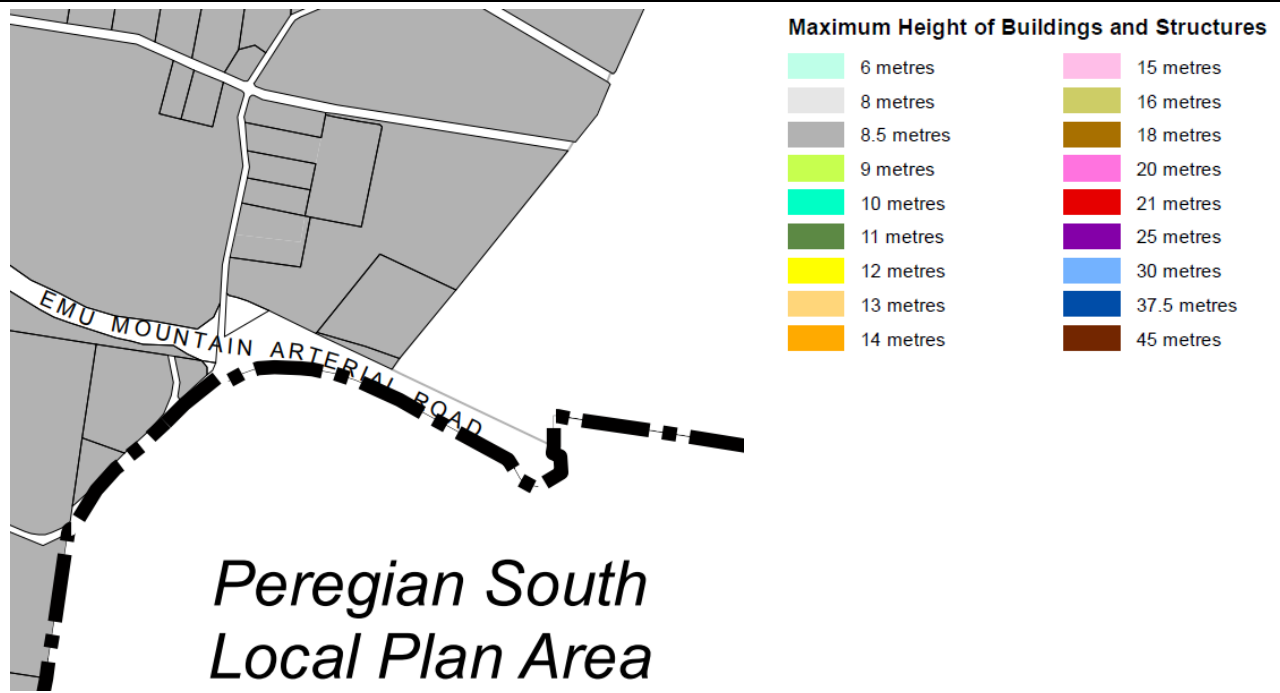 Maximum Height of Buildings and Structures
6 metres
8 metres
8.5 metres
9 metres
10 metres
11 metres
12 metres
13 metres
14 metres
15 metres
16 metres
18 metres
20 metres
21 metres
25 metres
30 metres
37.5 metres
45 metres
EMU MOUNTAIN ARTERIAL ROAD
Peregian South
Local Plan Area